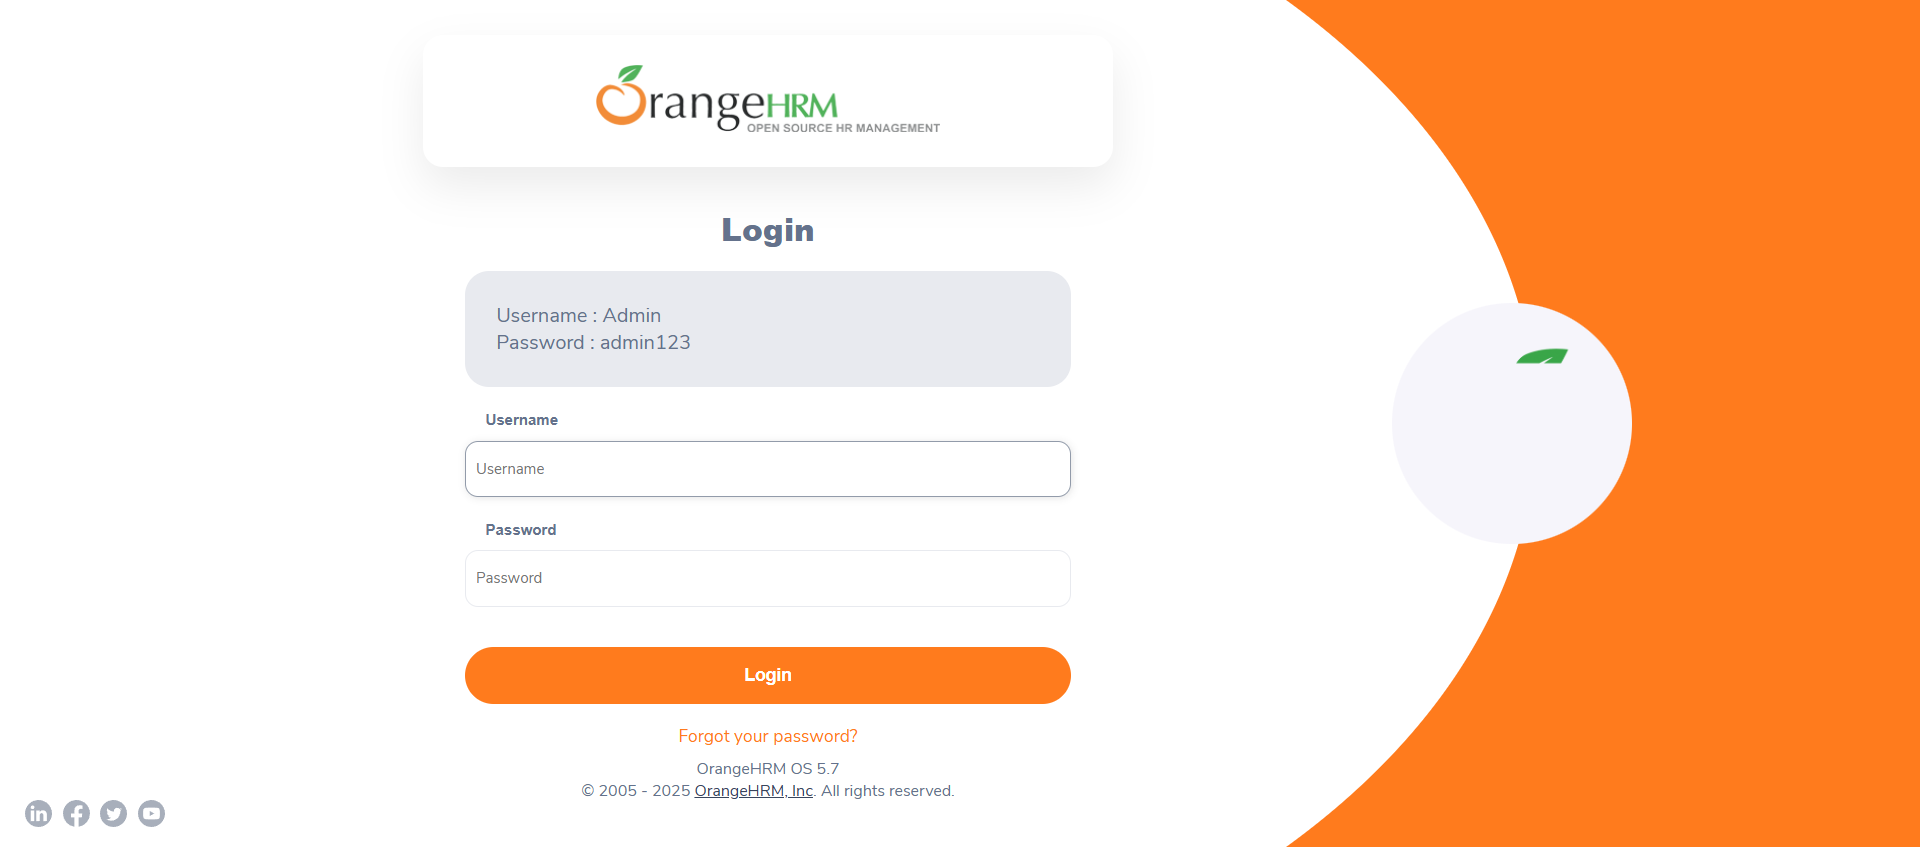 OrangeHRM
OPEN SOURCE HR MANAGEMENT
Login
Username : Admin
Password : admin123
Username
Username
Password
Password
Login
Forgot your password?
OrangeHRM OS 5.7
© 2005 - 2025 OrangeHRM, Inc. All rights reserved.